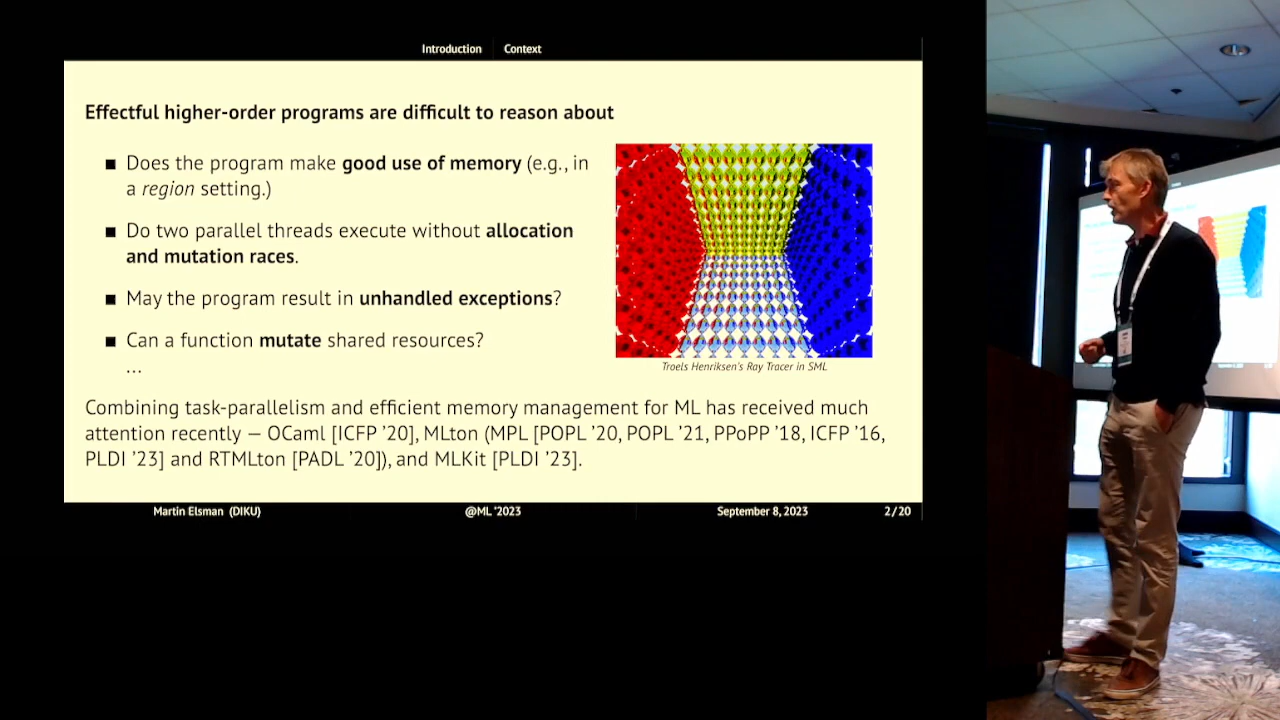 Introduction Context
Effectful higher-order programs are difficult to reason about
■ Does the program make good use of memory (e.g., in
a region setting.)
■ Do two parallel threads execute without allocation
and mutation races.
■ May the program result in unhandled exceptions?
■ Can a function mutate shared resources?
...
Troels Henriksen's Ray Tracer in SML
Combining task-parallelism and efficient memory management for ML has received much
attention recently — OCaml [ICFP ’20], MLton (MPL [POPL ’20, POPL ’21, PPoPP ’18, ICFP ’16,
PLDI ’23] and RTMLton [PADL ’20]), and MLKit [PLDI ’23].
Martin Elsman (DIKU) @ML ’2023 September 8, 2023 2/20